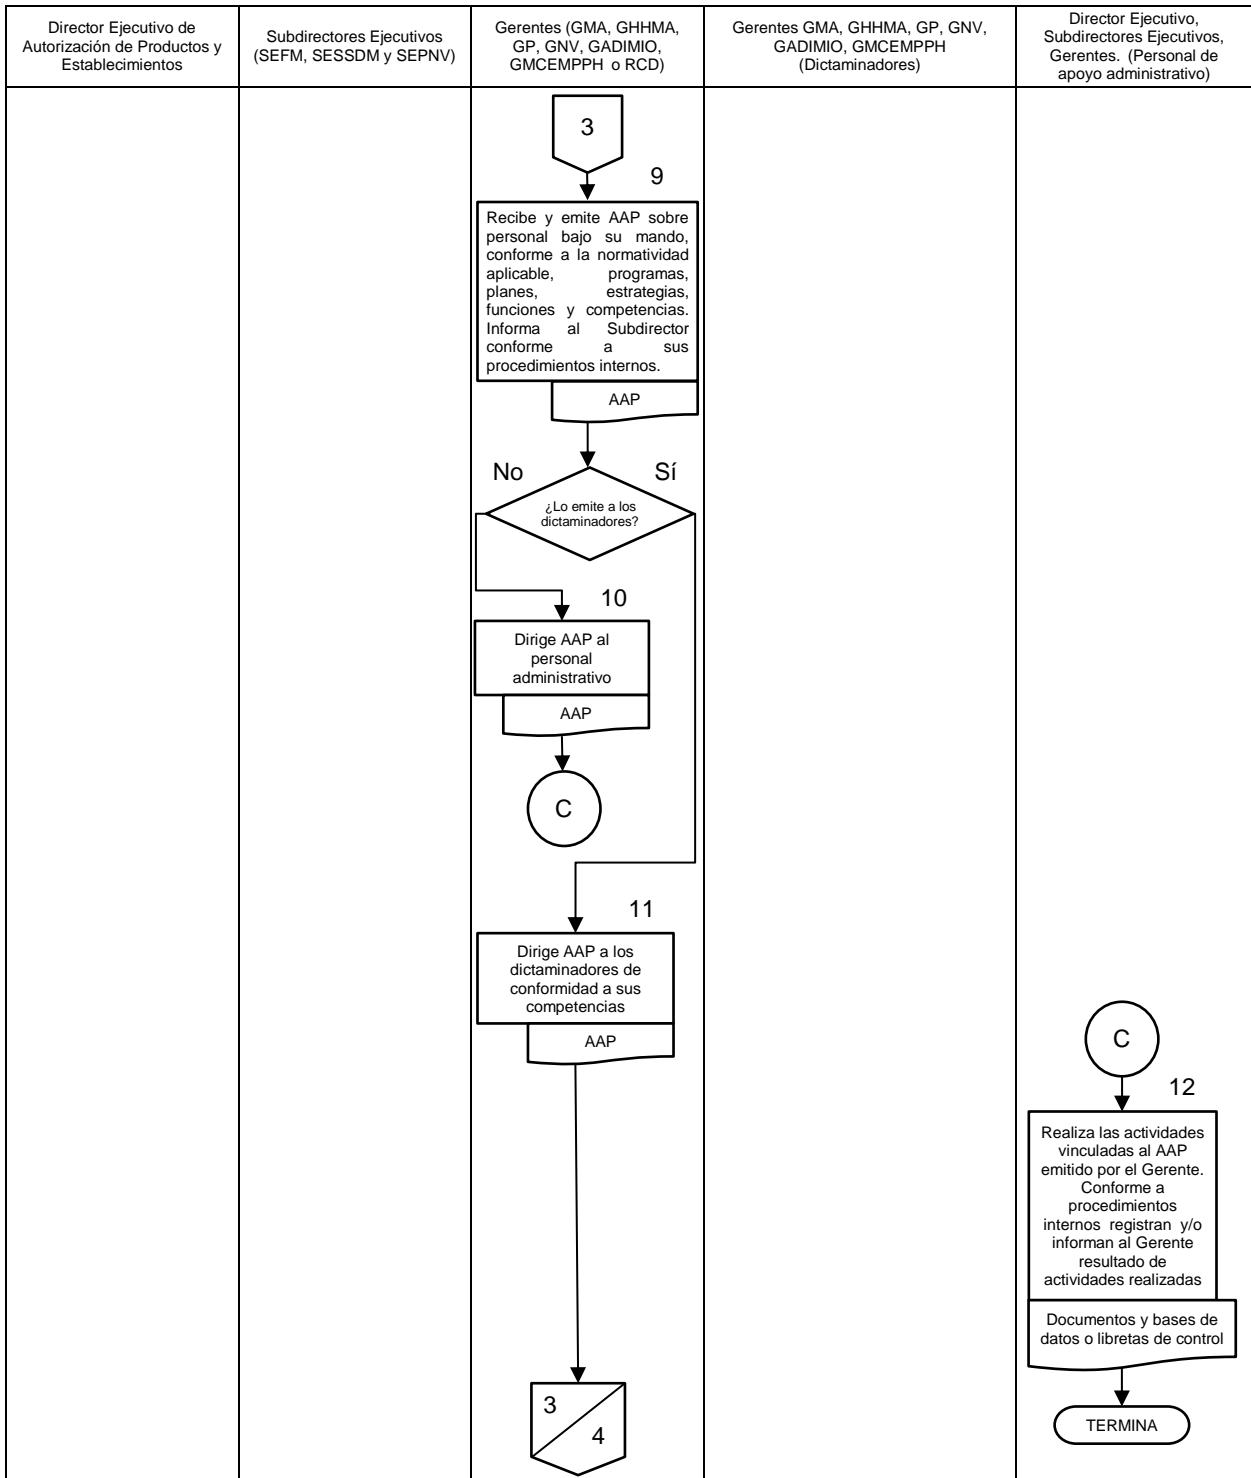 Director Ejecutivo de
Autorización de Productos y
Establecimientos
Subdirectores Ejecutivos
(SEFM, SESSDM y SEPNV)
Gerentes (GMA, GHHMA,
GP, GNV, GADIMIO,
GMCEMPPH o RCD)
Gerentes GMA, GHHMA, GP, GNV,
GADIMIO, GMCEMPPH
(Dictaminadores)
Director Ejecutivo,
Subdirectores Ejecutivos,
Gerentes. (Personal de
apoyo administrativo)
3
9
Recibe y emite AAP sobre
personal bajo su mando,
conforme a la normatividad
aplicable, programas,
planes, estrategias,
funciones y competencias.
Informa al Subdirector
conforme a sus
procedimientos internos.
AAP
No
Sí
¿Lo emite a los
dictaminadores?
10
Dirige AAP al
personal
administrativo
AAP
C
11
Dirige AAP a los
dictaminadores de
conformidad a sus
competencias
AAP
3
4
C
12
Realiza las actividades
vinculadas al AAP
emitido por el Gerente.
Conforme a
procedimientos
internos registran y/o
informan al Gerente
resultado de
actividades realizadas
Documentos y bases de
datos o libretas de control
TERMINA